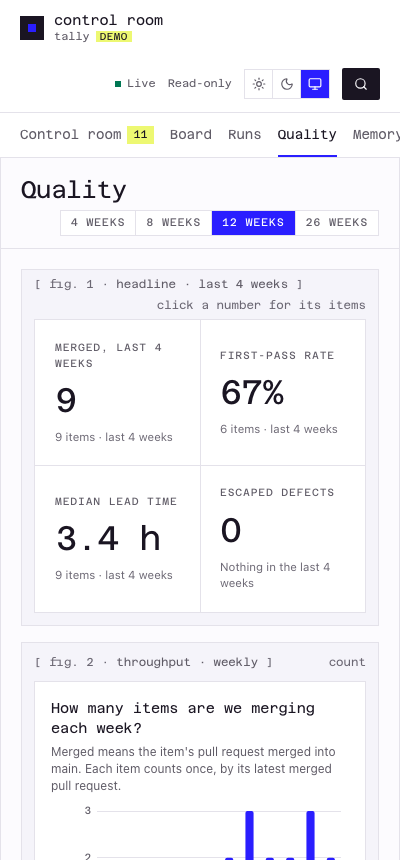 control room
tally DEMO
Live Read-only
Control room 11 Board Runs Quality Memory
Quality
4 WEEKS 8 WEEKS 12 WEEKS 26 WEEKS
[ fig. 1 · headline · last 4 weeks ]
click a number for its items
MERGED, LAST 4
WEEKS
9
9 items · last 4 weeks
FIRST-PASS RATE
67%
6 items · last 4 weeks
MEDIAN LEAD TIME
3.4 h
9 items · last 4 weeks
ESCAPED DEFECTS
0
Nothing in the last 4
weeks
[ fig. 2 · throughput · weekly ] count
How many items are we merging
each week?
Merged means the item's pull request merged into
main. Each item counts once, by its latest merged
pull request.
3
2